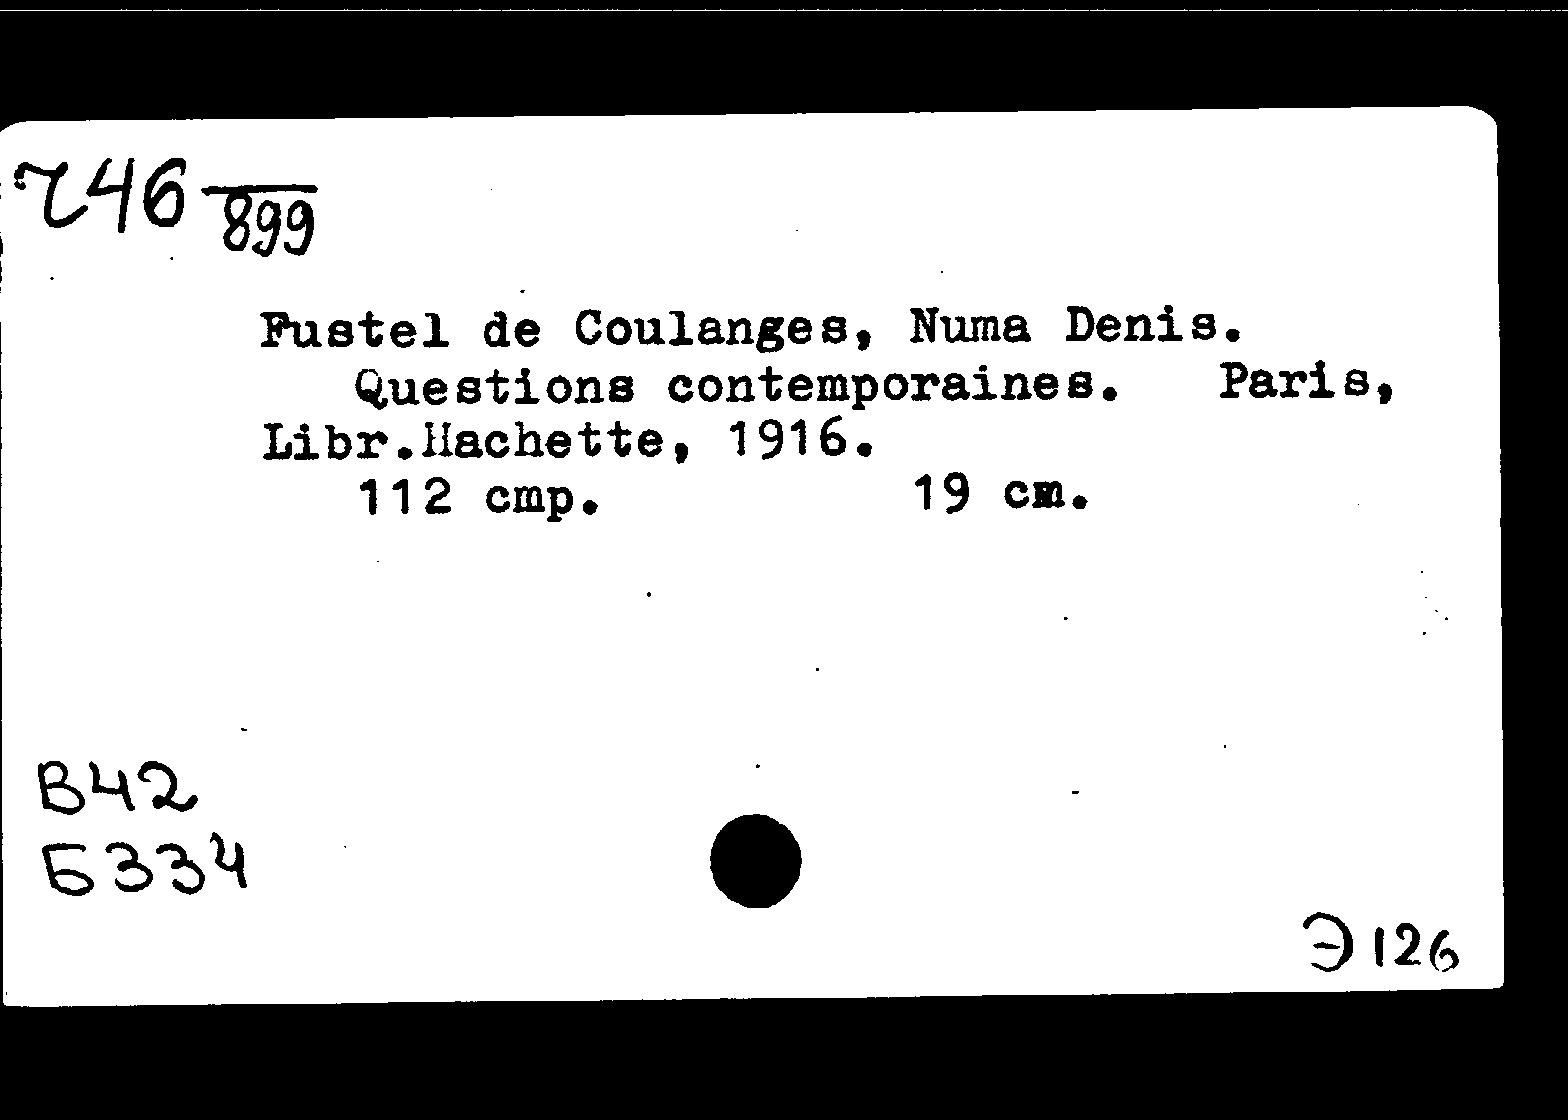 746
899
Fustel de Coulanges, Numa Denis.
Questions contemporaines. Paris,
Libr.Hachette, 1916.
112 cmp. 19 cm.
В42
Б334
Э126